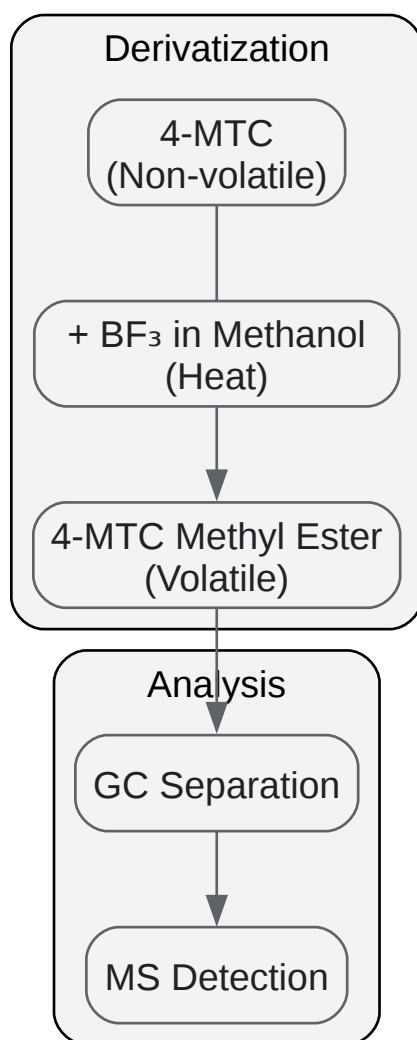 Derivatization
4-MTC
(Non-volatile)
+ BF₃ in Methanol
(Heat)
4-MTC Methyl Ester
(Volatile)
Analysis
GC Separation
MS Detection